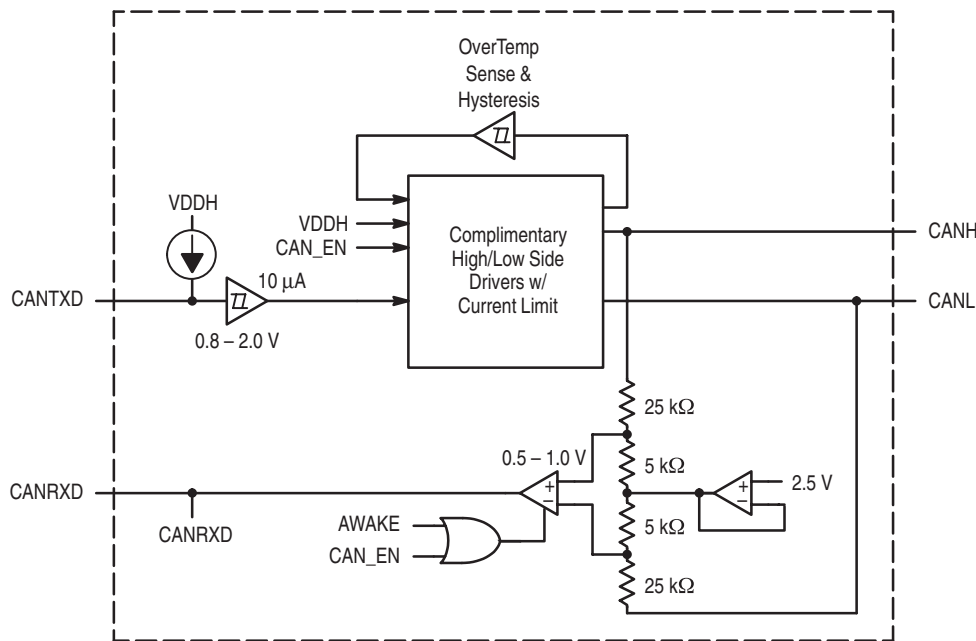 OverTemp
Sense &
Hysteresis
VDDH
VDDH
CAN_EN
Complimentary
High/Low Side
Drivers w/
Current Limit
CANH
10 μA
CANTXD
CANL
0.8 – 2.0 V
25 kΩ
0.5 – 1.0 V
5 kΩ
+
–
+
–
2.5 V
CANRXD
CANRXD
AWAKE
CAN_EN
5 kΩ
25 kΩ